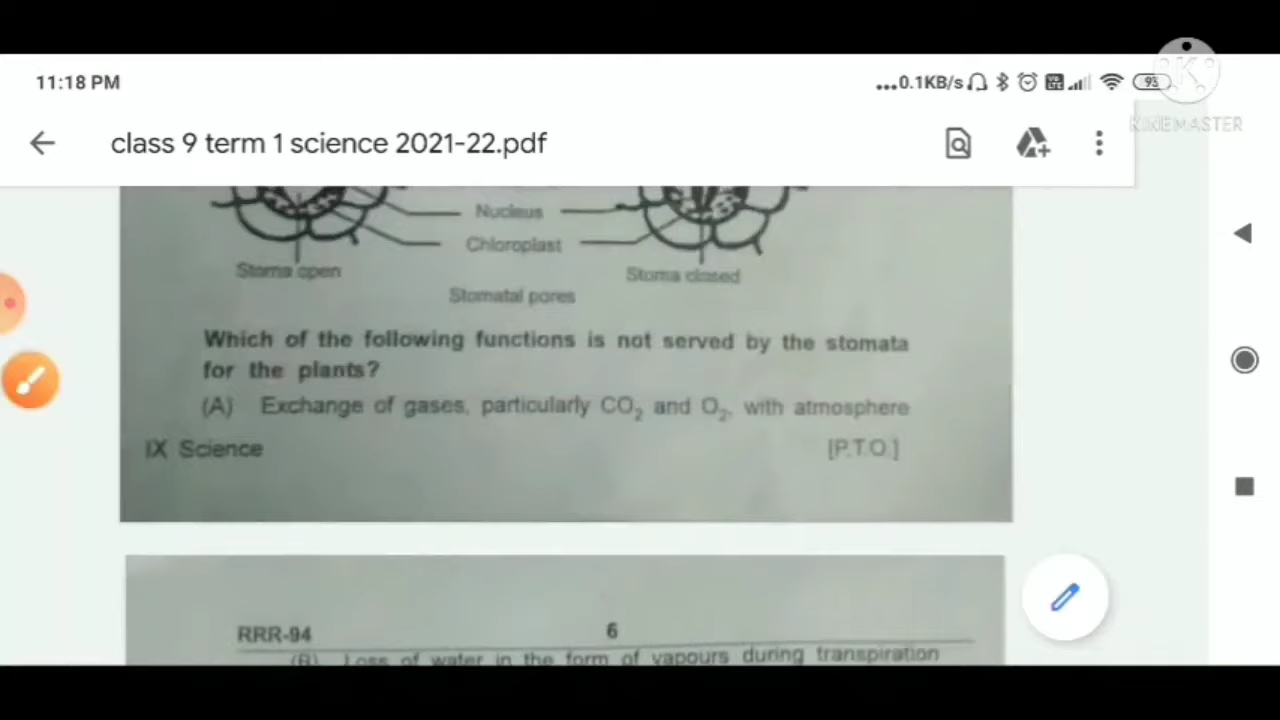 11:18 PM
...0.1KB/s
93
KINEMASTER
class 9 term 1 science 2021-22.pdf
Nucleus
Chloroplast
Stoma open
Stoma closed
Stomatal pores
Which of the following functions is not served by the stomata
for the plants?
(A) Exchange of gases, particularly CO₂ and O₂, with atmosphere
IX Science
[P.T.O.]
RRR-94
6
(B) Loss of water in the form of vapours during transpiration